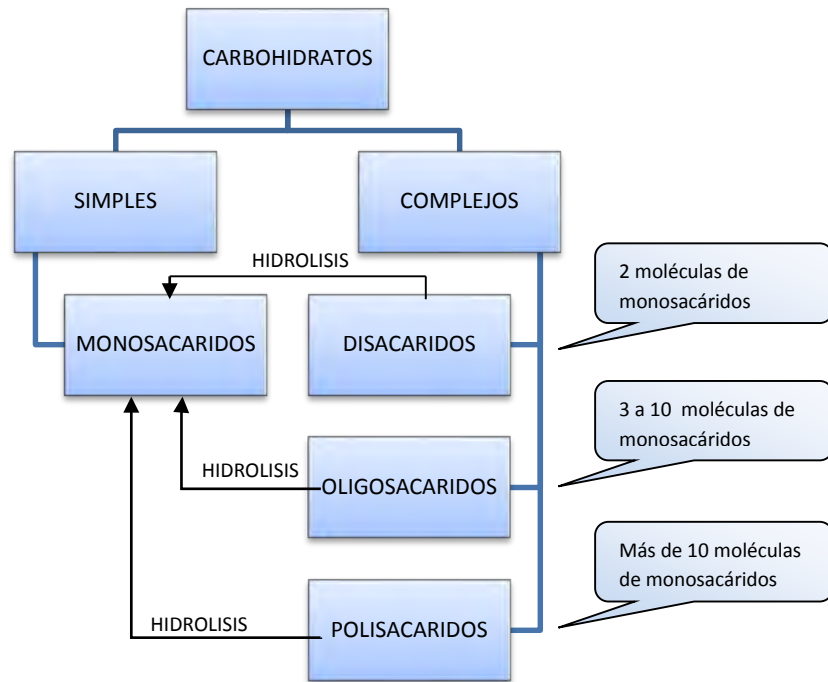 CARBOHIDRATOS
SIMPLES
COMPLEJOS
HIDROLISIS
2 moléculas de
monosacáridos
MONOSACARIDOS
DISACARIDOS
3 a 10 moléculas de
monosacáridos
HIDROLISIS
OLIGOSACARIDOS
Más de 10 moléculas
de monosacáridos
HIDROLISIS
POLISACARIDOS